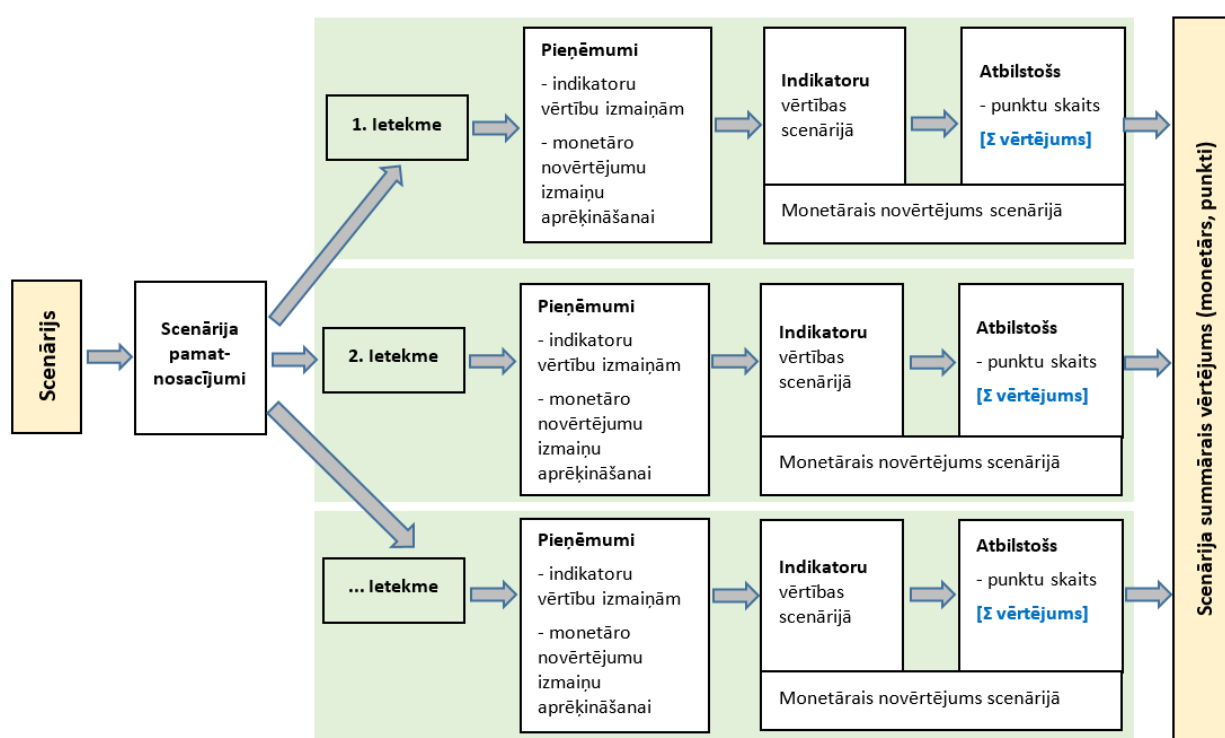 Scenārijs
Scenārija
pamat-
nosacījumi
1. Ietekme
Pieņēmumi
- indikatoru
vērtību izmaiņām
- monetāro
novērtējumu
izmaiņu
aprēķināšanai
Indikatoru
vērtības
scenārijā
Atbilstošs
- punktu skaits
[Σ vērtējums]
Monetārais novērtējums scenārijā
2. Ietekme
Pieņēmumi
- indikatoru
vērtību izmaiņām
- monetāro
novērtējumu
izmaiņu
aprēķināšanai
Indikatoru
vērtības
scenārijā
Atbilstošs
- punktu skaits
[Σ vērtējums]
Monetārais novērtējums scenārijā
... Ietekme
Pieņēmumi
- indikatoru
vērtību izmaiņām
- monetāro
novērtējumu
izmaiņu
aprēķināšanai
Indikatoru
vērtības
scenārijā
Atbilstošs
- punktu skaits
[Σ vērtējums]
Monetārais novērtējums scenārijā
Scenārija summārais vērtējums (monetārs, punkti)